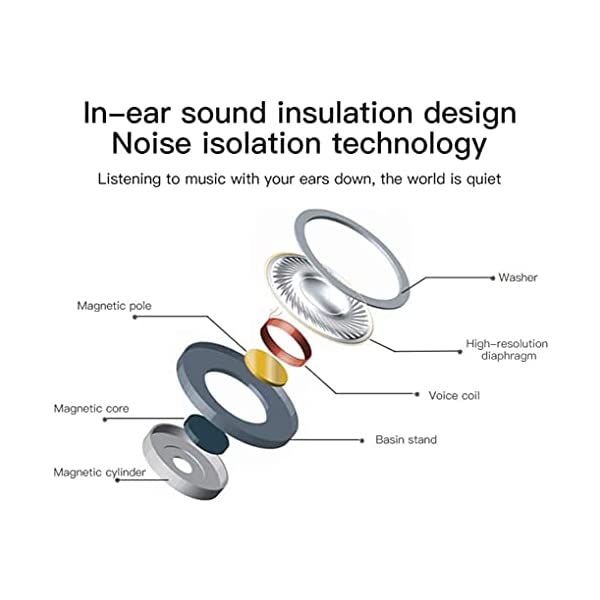 In-ear sound insulation design
Noise isolation technology
Listening to music with your ears down, the world is quiet
Washer
Magnetic pole
High-resolution
diaphragm
Voice coil
Magnetic core
Basin stand
Magnetic cylinder